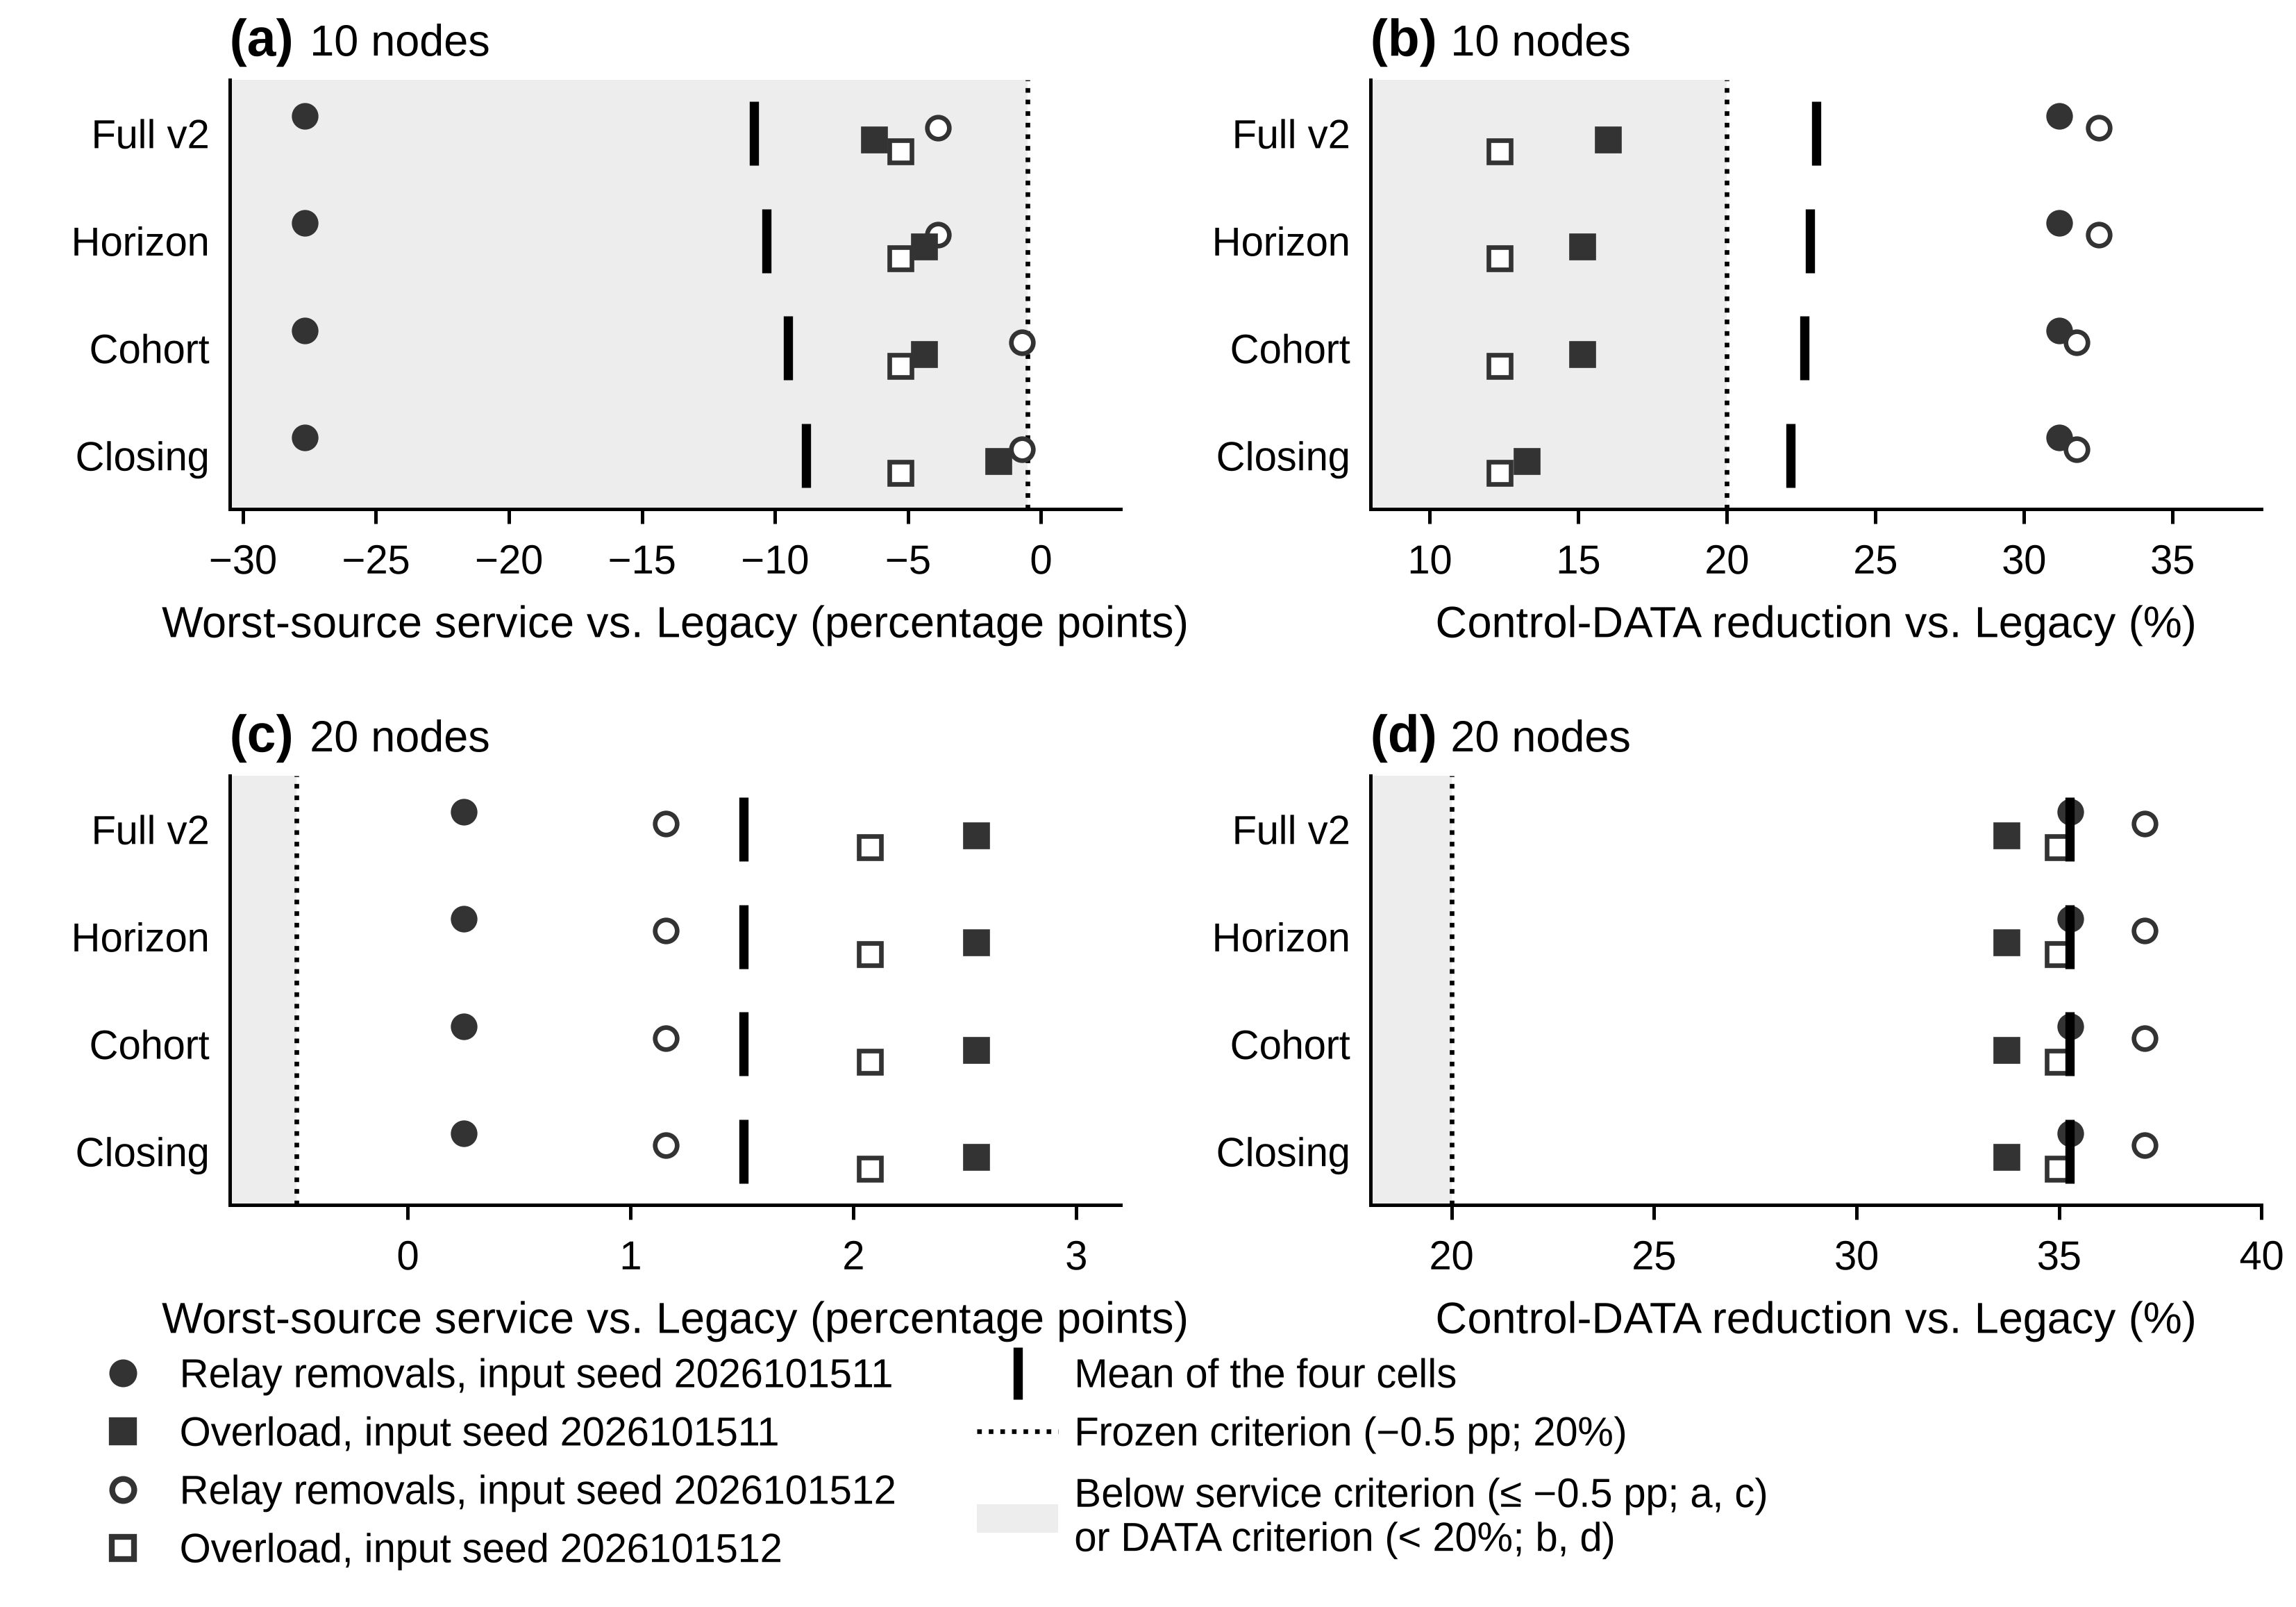 (a) 10 nodes
Full v2
Horizon
Cohort
Closing
−30 −25 −20 −15 −10 −5 0
Worst-source service vs. Legacy (percentage points)
(b) 10 nodes
Full v2
Horizon
Cohort
Closing
10 15 20 25 30 35
Control-DATA reduction vs. Legacy (%)
(c) 20 nodes
Full v2
Horizon
Cohort
Closing
0 1 2 3
Worst-source service vs. Legacy (percentage points)
(d) 20 nodes
Full v2
Horizon
Cohort
Closing
20 25 30 35 40
Control-DATA reduction vs. Legacy (%)
Relay removals, input seed 2026101511
Overload, input seed 2026101511
Relay removals, input seed 2026101512
Overload, input seed 2026101512
Mean of the four cells
Frozen criterion (−0.5 pp; 20%)
Below service criterion (≤ −0.5 pp; a, c)
or DATA criterion (< 20%; b, d)